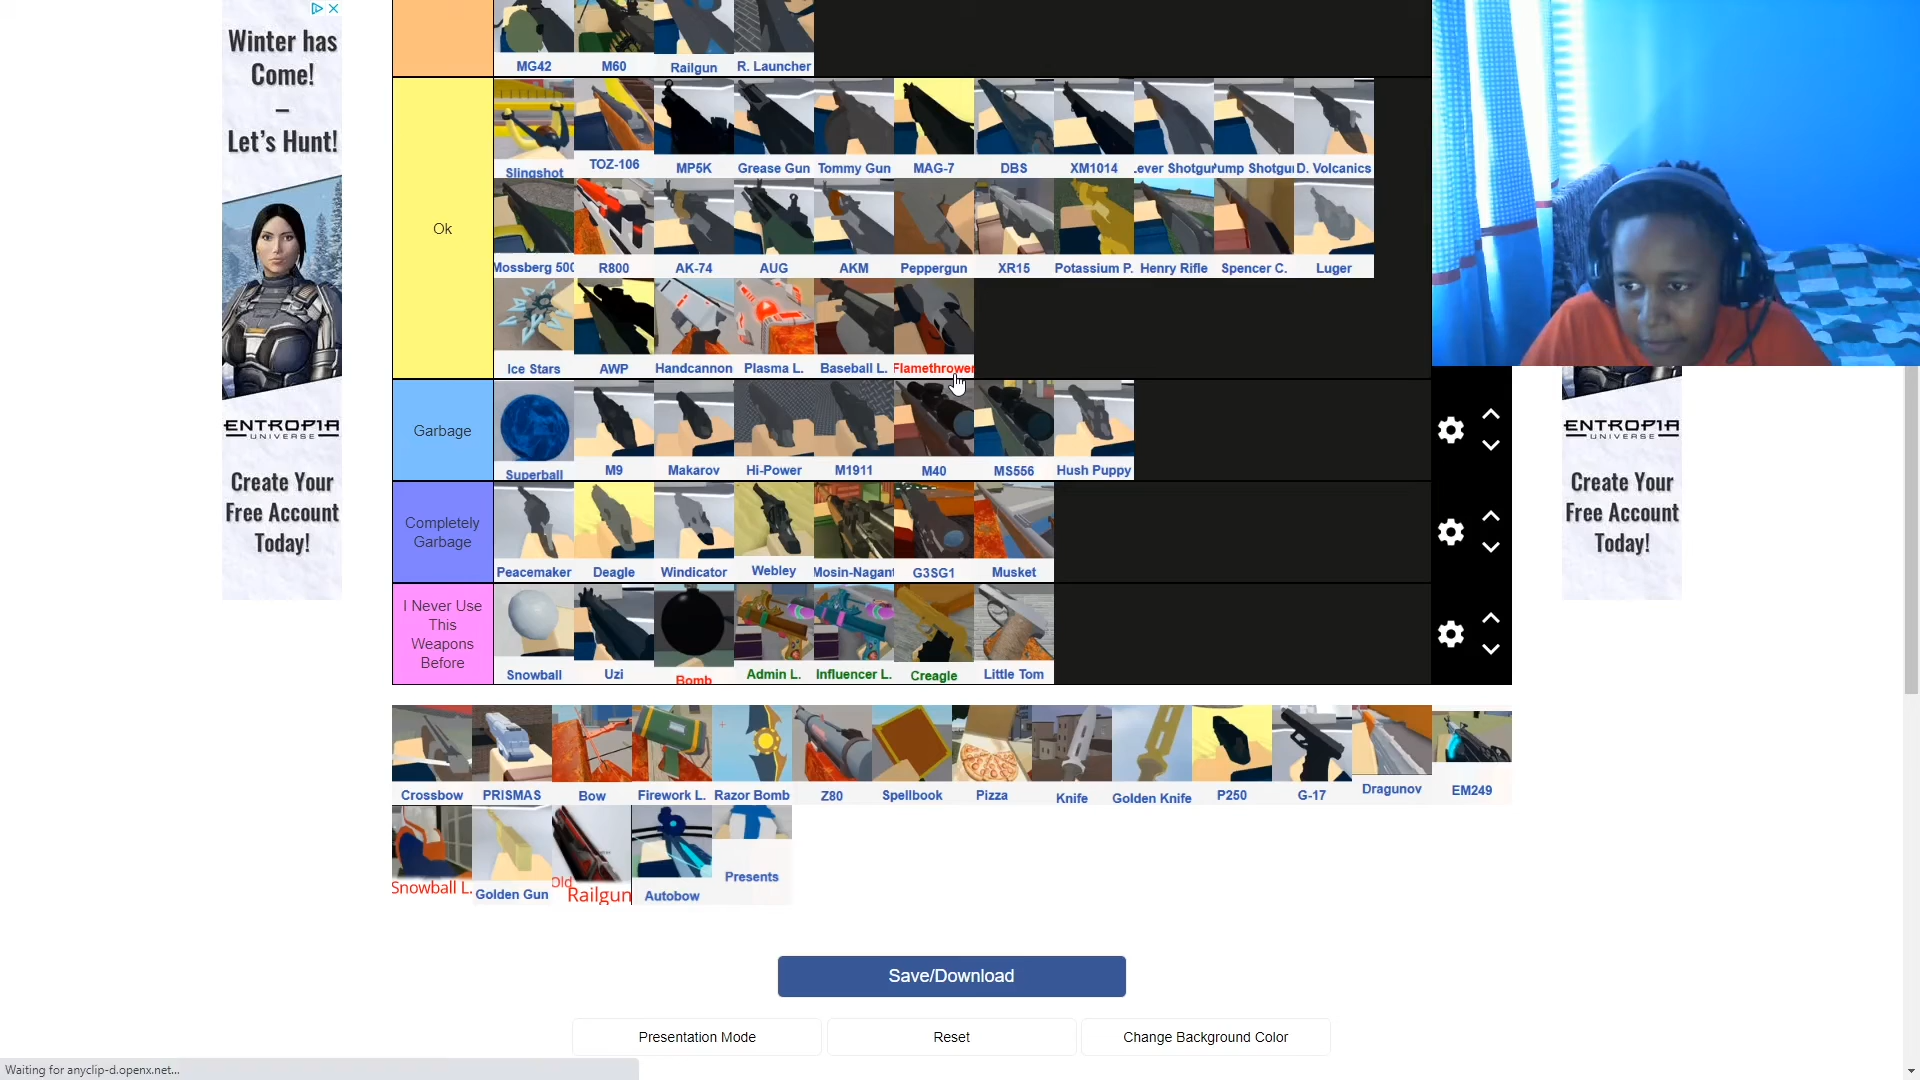 Winter has
Come!
–
Let's Hunt!
ENTROPIA
UNIVERSE
Create Your
Free Account
Today!
MG42 M60 Railgun R. Launcher
Ok
Slingshot TOZ-106 MP5K Grease Gun Tommy Gun MAG-7 DBS XM1014 Lever Shotgun Pump Shotgun D. Volcanics
Mossberg 500 R800 AK-74 AUG AKM Peppergun XR15 Potassium P. Henry Rifle Spencer C. Luger
Ice Stars AWP Handcannon Plasma L. Baseball L. Flamethrower
Garbage
Superball M9 Makarov Hi-Power M1911 M40 MS556 Hush Puppy
Completely
Garbage
Peacemaker Deagle Windicator Webley Mosin-Nagant G3SG1 Musket
I Never Use
This
Weapons
Before
Snowball Uzi Bomb Admin L. Influencer L. Creagle Little Tom
Crossbow PRISMAS Bow Firework L. Razor Bomb Z80 Spellbook Pizza Knife Golden Knife P250 G-17 Dragunov EM249
Snowball L. Golden Gun Old Railgun Autobow Presents
ENTROPIA
UNIVERSE
Create Your
Free Account
Today!
Save/Download
Presentation Mode Reset Change Background Color
Waiting for anyclip-d.openx.net...